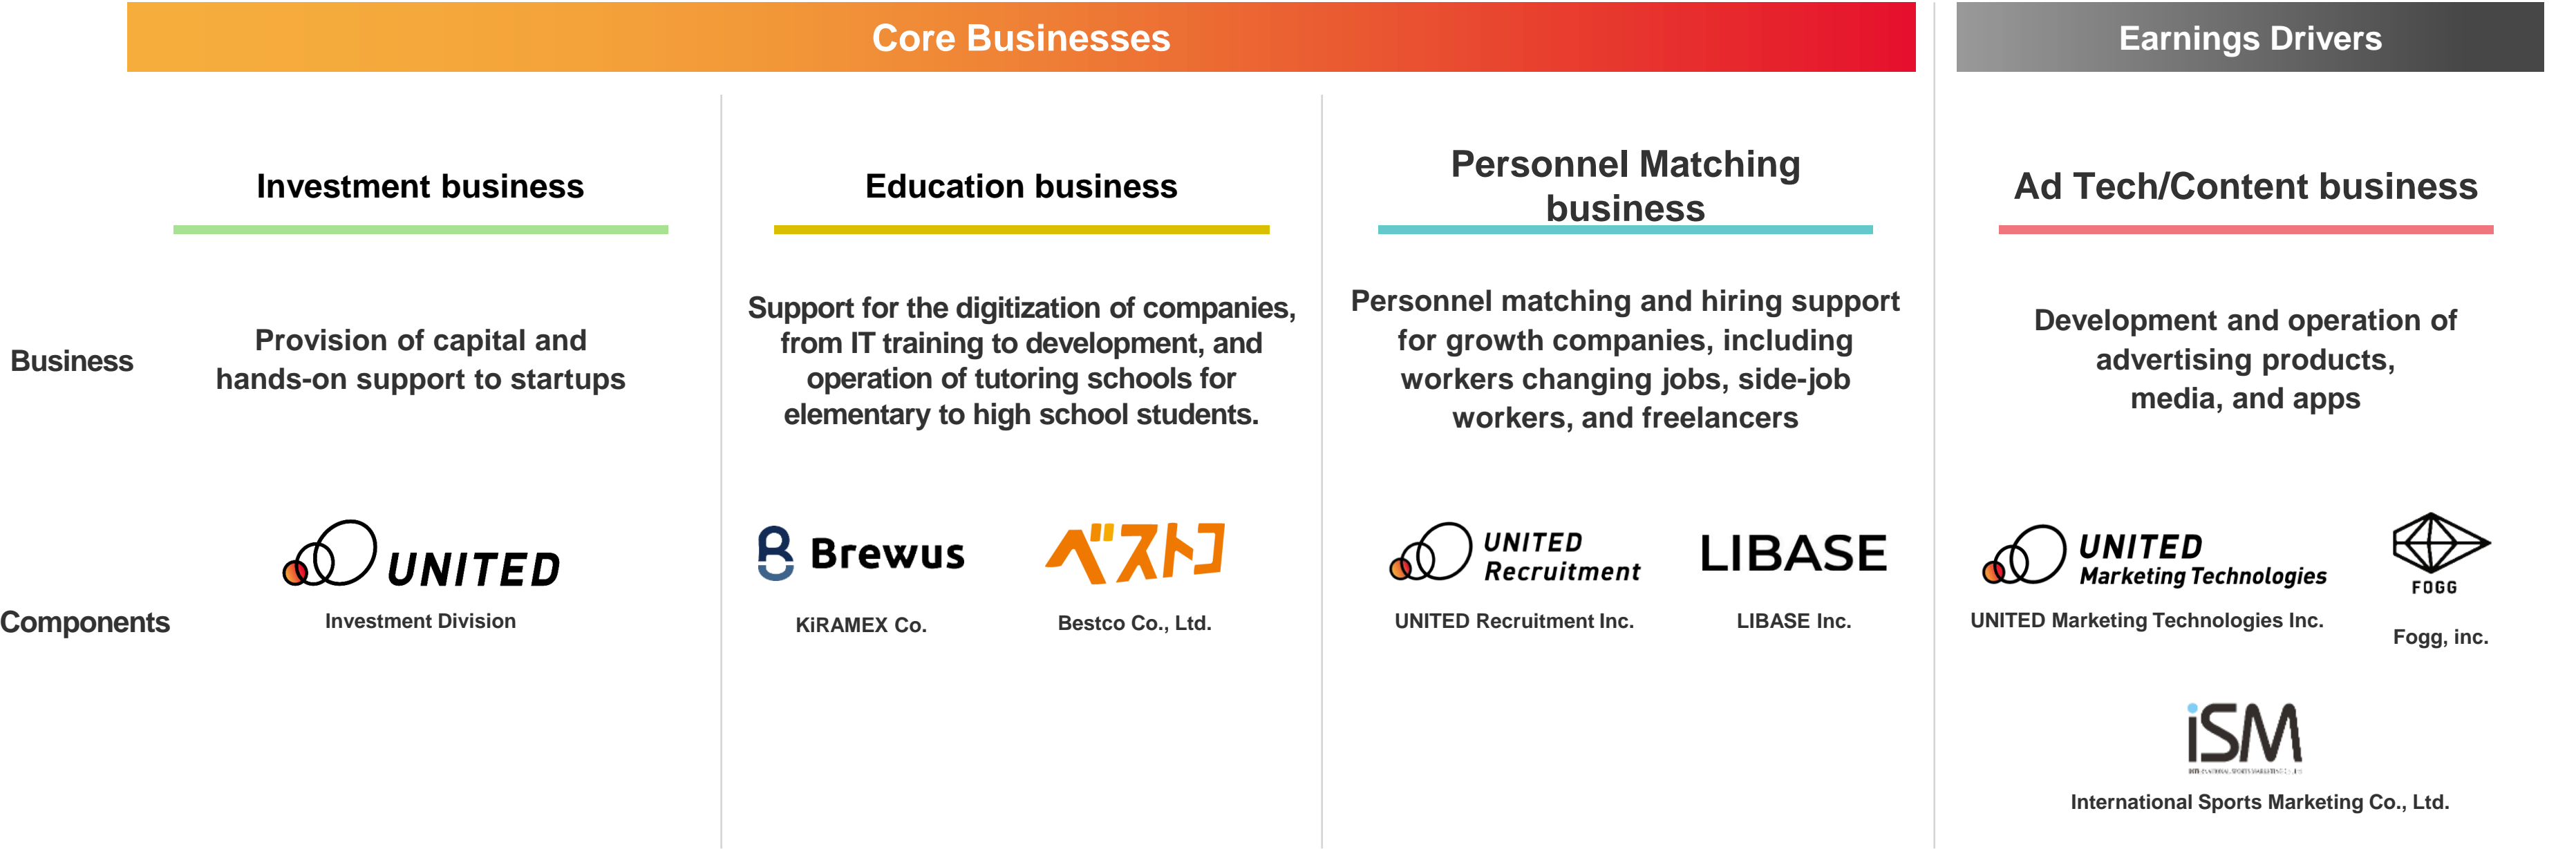 Core Businesses
Earnings Drivers
Investment business
Education business
Personnel Matching
business
Ad Tech/Content business
Business
Provision of capital and
hands-on support to startups
Support for the digitization of companies,
from IT training to development, and
operation of tutoring schools for
elementary to high school students.
Personnel matching and hiring support
for growth companies, including
workers changing jobs, side-job
workers, and freelancers
Development and operation of
advertising products,
media, and apps
Components
UNITED
Investment Division
Brewus
KiRAMEX Co.
ベストコ
Bestco Co., Ltd.
UNITED
Recruitment
UNITED Recruitment Inc.
LIBASE
LIBASE Inc.
UNITED
Marketing Technologies
UNITED Marketing Technologies Inc.
FOGG
Fogg, inc.
iSM
International Sports Marketing Co., Ltd.